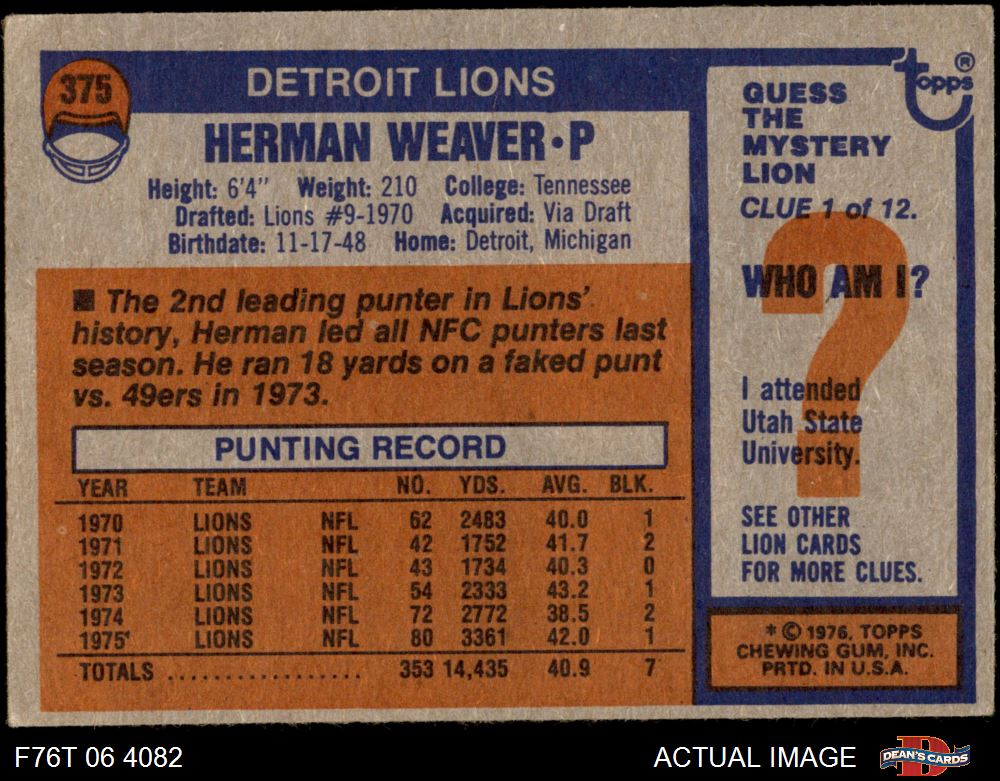 375
DETROIT LIONS
HERMAN WEAVER•P
Height: 6'4" Weight: 210 College: Tennessee
Drafted: Lions #9-1970 Acquired: Via Draft
Birthdate: 11-17-48 Home: Detroit, Michigan
■ The 2nd leading punter in Lions'
history, Herman led all NFC punters last
season. He ran 18 yards on a faked punt
vs. 49ers in 1973.
PUNTING RECORD
YEAR TEAM NO. YDS. AVG. BLK.
1970 LIONS NFL 62 2483 40.0 1
1971 LIONS NFL 42 1752 41.7 2
1972 LIONS NFL 43 1734 40.3 0
1973 LIONS NFL 54 2333 43.2 1
1974 LIONS NFL 72 2772 38.5 2
1975* LIONS NFL 80 3361 42.0 1
TOTALS ................. 353 14,435 40.9 7
topps®
GUESS
THE
MYSTERY
LION
CLUE 1 of 12.
?
WHO AM I?
I attended
Utah State
University.
SEE OTHER
LION CARDS
FOR MORE CLUES.
* © 1976, TOPPS
CHEWING GUM, INC.
PRTD. IN U.S.A.
F76T 06 4082
ACTUAL IMAGE
D
DEAN'S CARDS